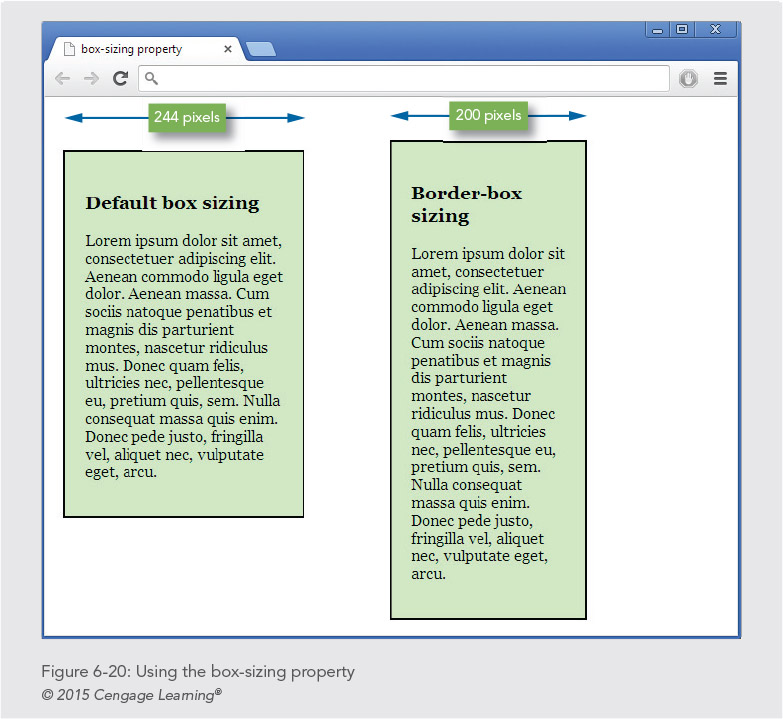 box-sizing property
244 pixels
200 pixels
Default box sizing
Lorem ipsum dolor sit amet,
consectetuer adipiscing elit.
Aenean commodo ligula eget
dolor. Aenean massa. Cum
sociis natoque penatibus et
magnis dis parturient
montes, nascetur ridiculus
mus. Donec quam felis,
ultricies nec, pellentesque
eu, pretium quis, sem. Nulla
consequat massa quis enim.
Donec pede justo, fringilla
vel, aliquet nec, vulputate
eget, arcu.
Border-box
sizing
Lorem ipsum dolor sit
amet, consectetuer
adipiscing elit. Aenean
commodo ligula eget
dolor. Aenean massa.
Cum sociis natoque
penatibus et magnis
dis parturient
montes, nascetur
ridiculus mus. Donec
quam felis, ultricies
nec, pellentesque eu,
pretium quis, sem.
Nulla consequat
massa quis enim.
Donec pede justo,
fringilla vel, aliquet
nec, vulputate eget,
arcu.
Figure 6-20: Using the box-sizing property
© 2015 Cengage Learning®